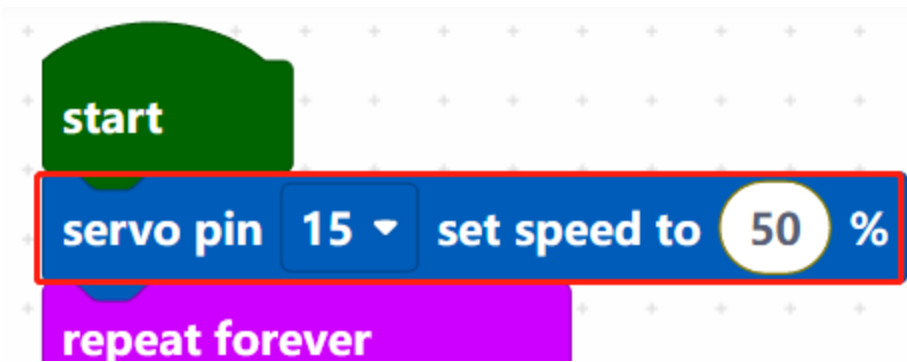 start
servo pin 15 set speed to 50 %
repeat forever